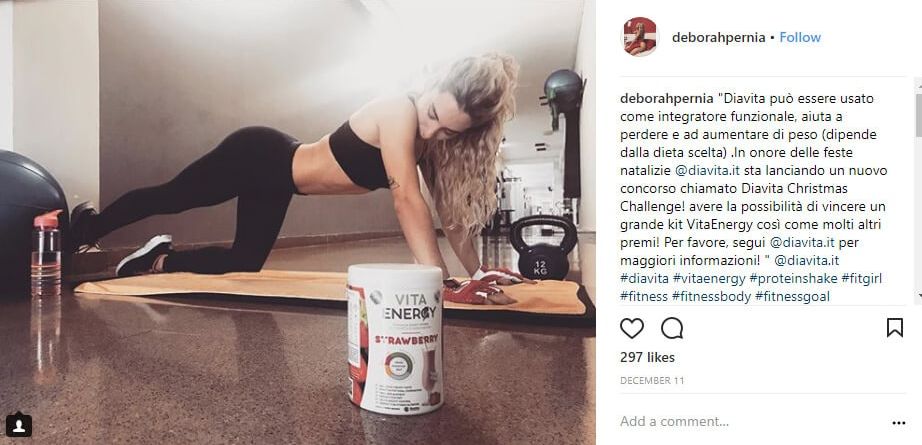 deborahpernia • Follow
deborahpernia "Diavita può essere usato
come integratore funzionale, aiuta a
perdere e ad aumentare di peso (dipende
dalla dieta scelta) .In onore delle feste
natalizie @diavita.it sta lanciando un nuovo
concorso chiamato Diavita Christmas
Challenge! avere la possibilità di vincere un
grande kit VitaEnergy così come molti altri
premi! Per favore, segui @diavita.it per
maggiori informazioni! " @diavita.it
#diavita #vitaenergy #proteinshake #fitgirl
#fitness #fitnessbody #fitnessgoal
297 likes
DECEMBER 11
Add a comment...
12
KG
VITA
ENERGY
STRAWBERRY